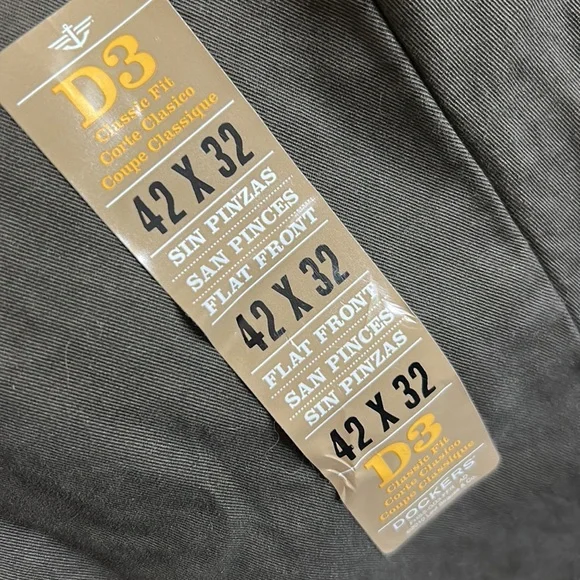 D3
Classic Fit
Corte Clasico
Coupe Classique
42 X 32
SIN PINZAS
SAN PINCES
FLAT FRONT
42 X 32
FLAT FRONT
SAN PINCES
SIN PINZAS
42 X 32
D3
Classic Fit
Corte Clasico
Coupe Classique
DOCKERS